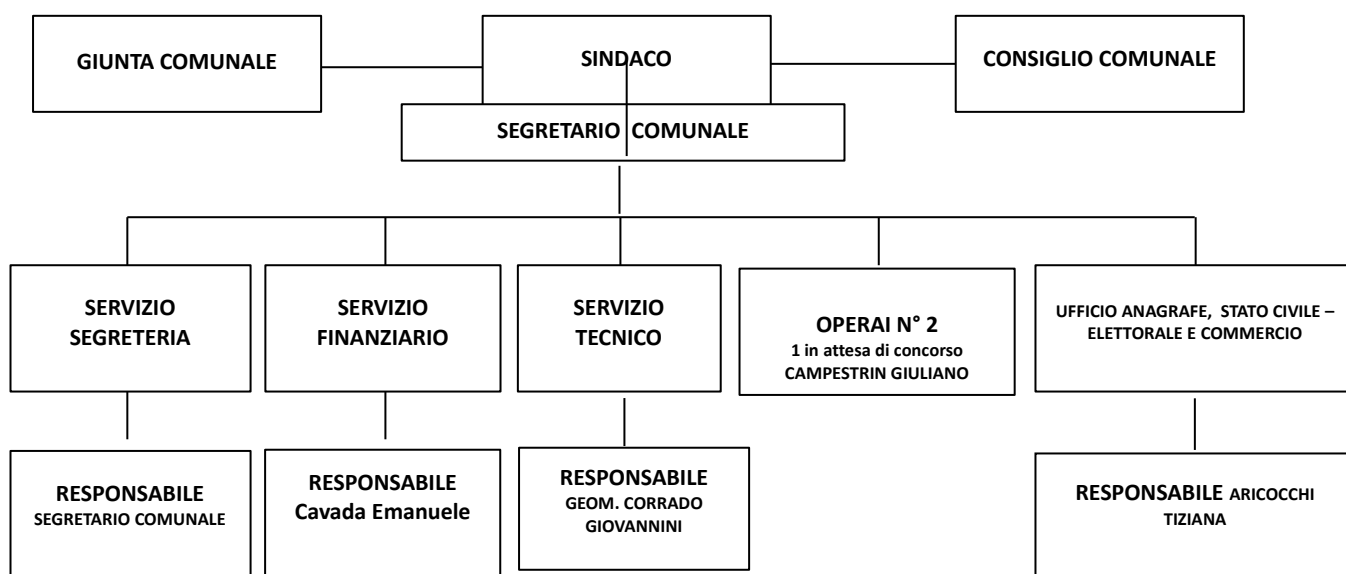 GIUNTA COMUNALE
SINDACO
CONSIGLIO COMUNALE
SEGRETARIO COMUNALE
SERVIZIO
SEGRETERIA
SERVIZIO
FINANZIARIO
SERVIZIO
TECNICO
OPERAI N° 2
1 in attesa di concorso
CAMPESTRIN GIULIANO
UFFICIO ANAGRAFE, STATO CIVILE –
ELETTORALE E COMMERCIO
RESPONSABILE
SEGRETARIO COMUNALE
RESPONSABILE
Cavada Emanuele
RESPONSABILE
GEOM. CORRADO
GIOVANNINI
RESPONSABILE ARICOCCHI
TIZIANA